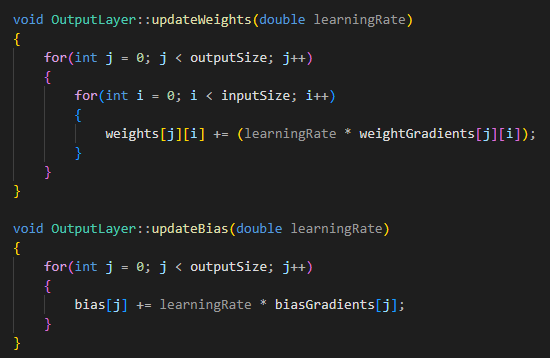 void OutputLayer::updateWeights(double learningRate)
{
    for(int j = 0; j < outputSize; j++)
    {
        for(int i = 0; i < inputSize; i++)
        {
            weights[j][i] += (learningRate * weightGradients[j][i]);
        }
    }
}

void OutputLayer::updateBias(double learningRate)
{
    for(int j = 0; j < outputSize; j++)
    {
        bias[j] += learningRate * biasGradients[j];
    }
}